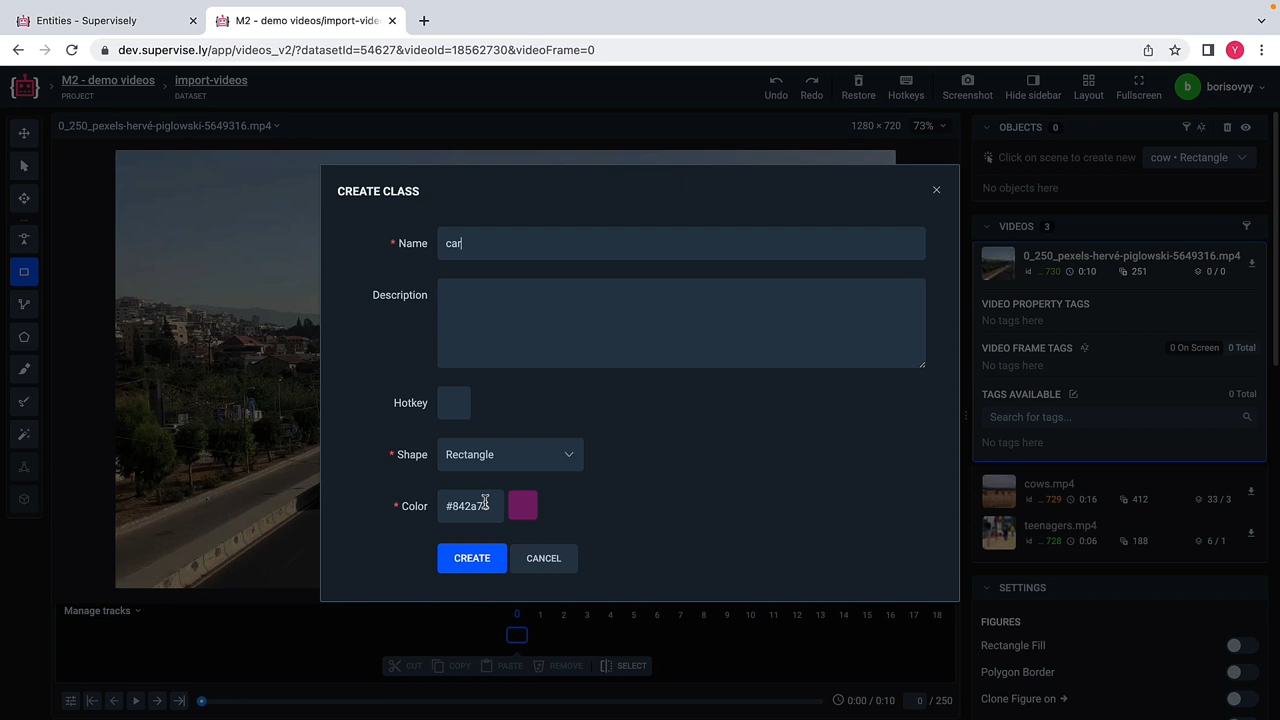 Entities - Supervisely
M2 - demo videos/import-vide
dev.supervise.ly/app/videos_v2/?datasetId=54627&videoId=18562730&videoFrame=0
Y
M2 - demo videos
PROJECT
import-videos
DATASET
Undo
Redo
Restore
Hotkeys
Screenshot
Hide sidebar
Layout
Fullscreen
b
borisovyy
0_250_pexels-hervé-piglowski-5649316.mp4
1280 × 720
73%
CREATE CLASS
* Name
car
Description
Hotkey
* Shape
Rectangle
* Color
CREATE
CANCEL
OBJECTS 0
Click on scene to create new
cow • Rectangle
No objects here
VIDEOS 3
0_250_pexels-hervé-piglowski-5649316.mp4
id ... 730 0:10 251 0 / 0
VIDEO PROPERTY TAGS
No tags here
VIDEO FRAME TAGS
0 On Screen
0 Total
No tags here
TAGS AVAILABLE
0 Total
Search for tags...
No tags here
cows.mp4
id ... 729 0:16 412 33 / 3
teenagers.mp4
id ... 728 0:06 188 6 / 1
SETTINGS
FIGURES
Rectangle Fill
Polygon Border
Clone Figure on →
Manage tracks
0 1 2 3 4 5 6 7 8 9 10 11 12 13 14 15 16 17 18
CUT
COPY
PASTE
REMOVE
SELECT
0:00 / 0:10
0 / 250